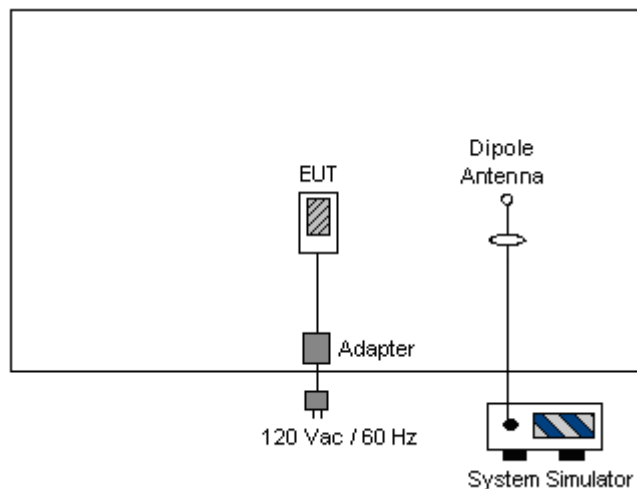 Dipole
Antenna
EUT
Adapter
120 Vac / 60 Hz
System Simulator